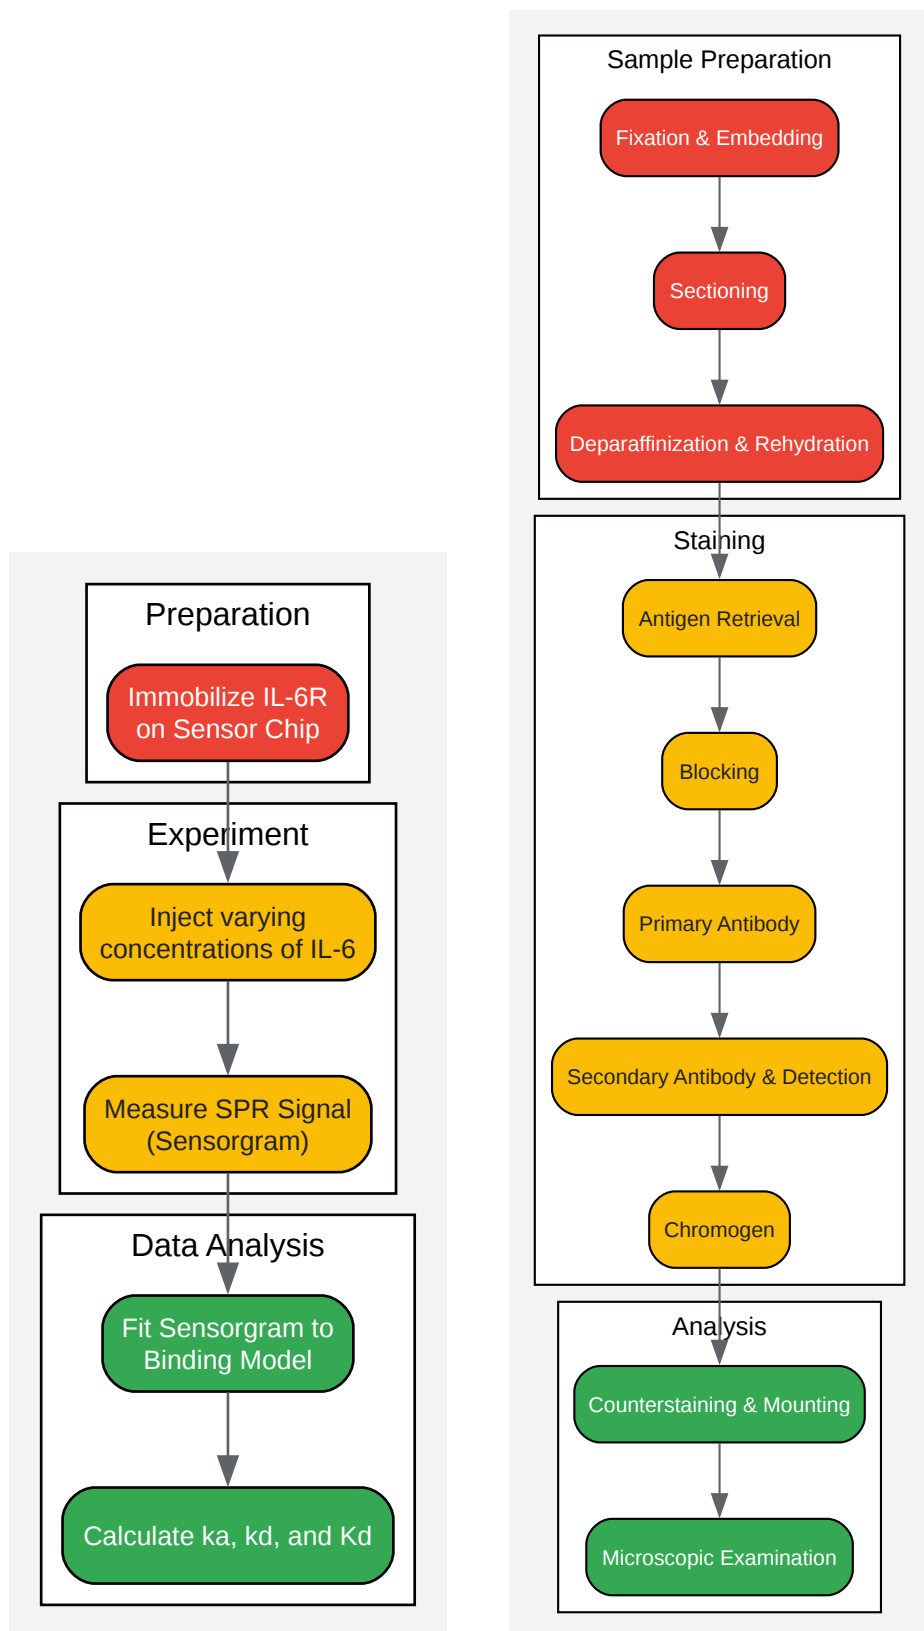 Preparation
Immobilize IL-6R
on Sensor Chip
Experiment
Inject varying
concentrations of IL-6
Measure SPR Signal
(Sensorgram)
Data Analysis
Fit Sensorgram to
Binding Model
Calculate ka, kd, and Kd
Sample Preparation
Fixation & Embedding
Sectioning
Deparaffinization & Rehydration
Staining
Antigen Retrieval
Blocking
Primary Antibody
Secondary Antibody & Detection
Chromogen
Analysis
Counterstaining & Mounting
Microscopic Examination